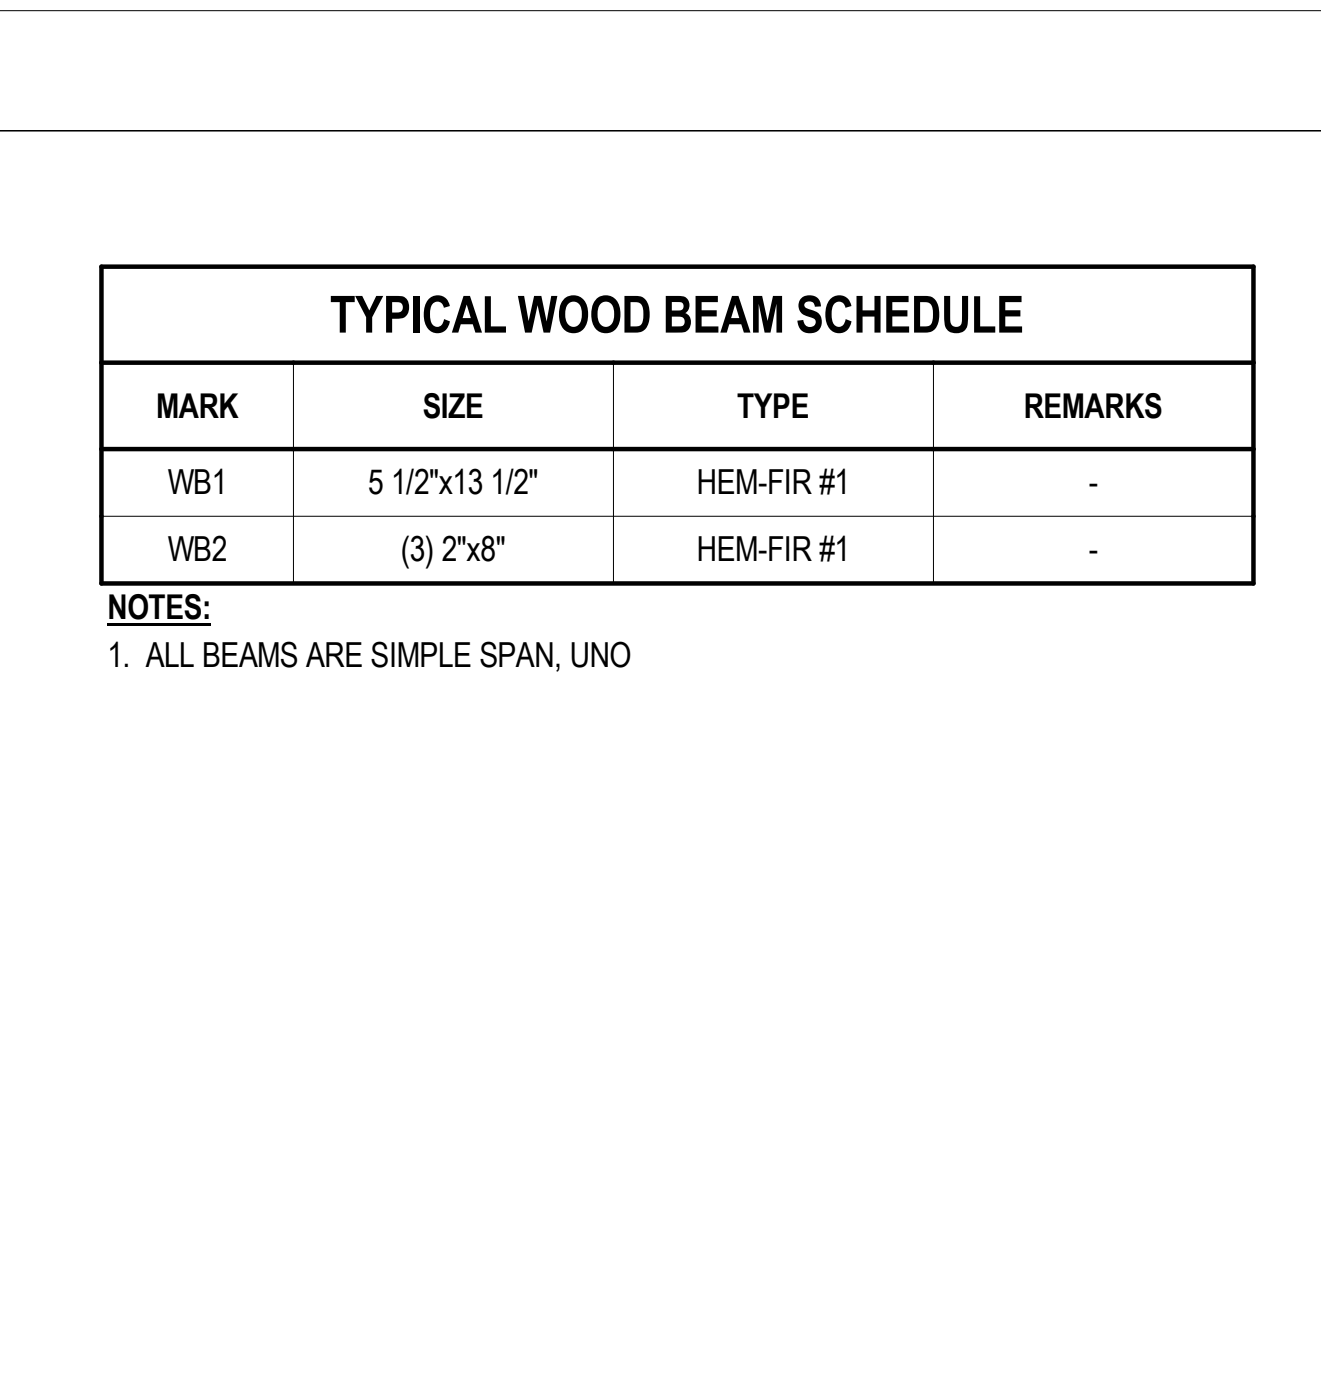 TYPICAL WOOD BEAM SCHEDULE
MARK SIZE TYPE REMARKS
WB1 5 1/2"x13 1/2" HEM-FIR #1 -
WB2 (3) 2"x8" HEM-FIR #1 -
NOTES:
1. ALL BEAMS ARE SIMPLE SPAN, UNO